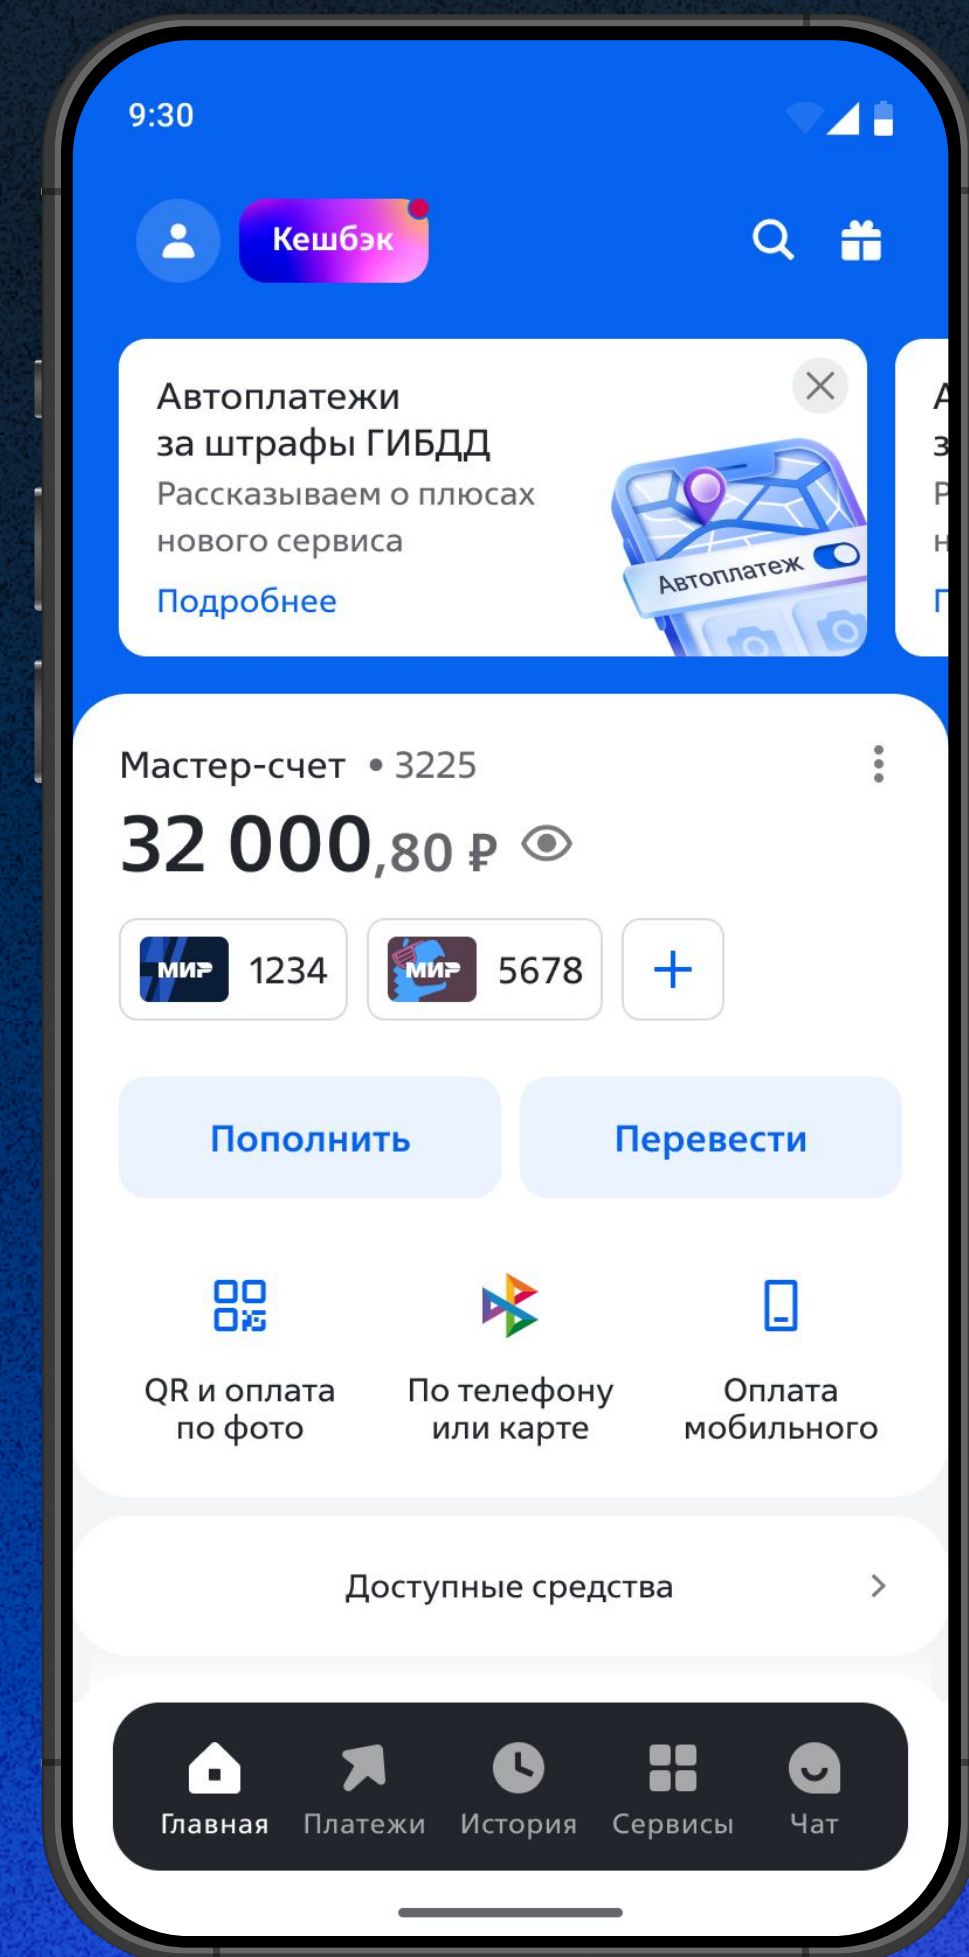 9:30
Кешбэк
Автоплатежи
за штрафы ГИБДД
Рассказываем о плюсах
нового сервиса
Подробнее
Автоплатеж
Мастер-счет • 3225
32 000,80 ₽
МИР 1234
МИР 5678
Пополнить
Перевести
QR и оплата
по фото
По телефону
или карте
Оплата
мобильного
Доступные средства
Главная
Платежи
История
Сервисы
Чат